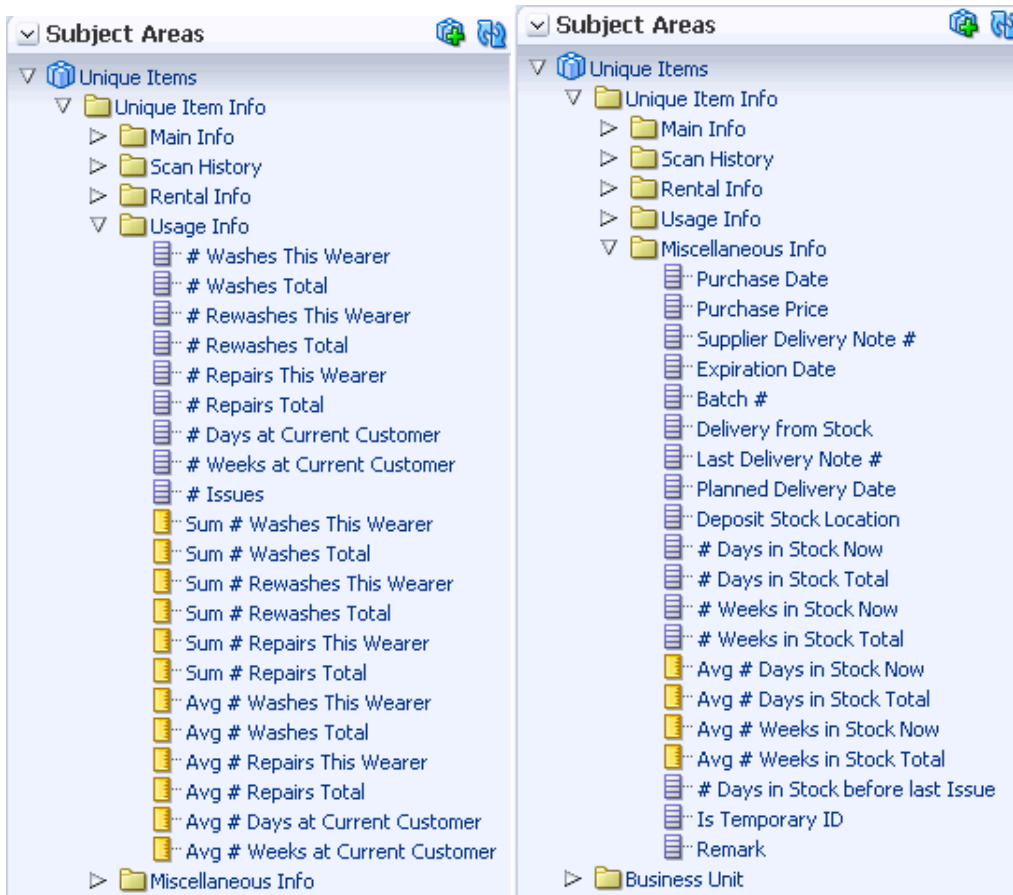 Subject Areas
Unique Items
Unique Item Info
Main Info
Scan History
Rental Info
Usage Info
# Washes This Wearer
# Washes Total
# Rewashes This Wearer
# Rewashes Total
# Repairs This Wearer
# Repairs Total
# Days at Current Customer
# Weeks at Current Customer
# Issues
Sum # Washes This Wearer
Sum # Washes Total
Sum # Rewashes This Wearer
Sum # Rewashes Total
Sum # Repairs This Wearer
Sum # Repairs Total
Avg # Washes This Wearer
Avg # Washes Total
Avg # Repairs This Wearer
Avg # Repairs Total
Avg # Days at Current Customer
Avg # Weeks at Current Customer
Miscellaneous Info
Subject Areas
Unique Items
Unique Item Info
Main Info
Scan History
Rental Info
Usage Info
Miscellaneous Info
Purchase Date
Purchase Price
Supplier Delivery Note #
Expiration Date
Batch #
Delivery from Stock
Last Delivery Note #
Planned Delivery Date
Deposit Stock Location
# Days in Stock Now
# Days in Stock Total
# Weeks in Stock Now
# Weeks in Stock Total
Avg # Days in Stock Now
Avg # Days in Stock Total
Avg # Weeks in Stock Now
Avg # Weeks in Stock Total
# Days in Stock before last Issue
Is Temporary ID
Remark
Business Unit